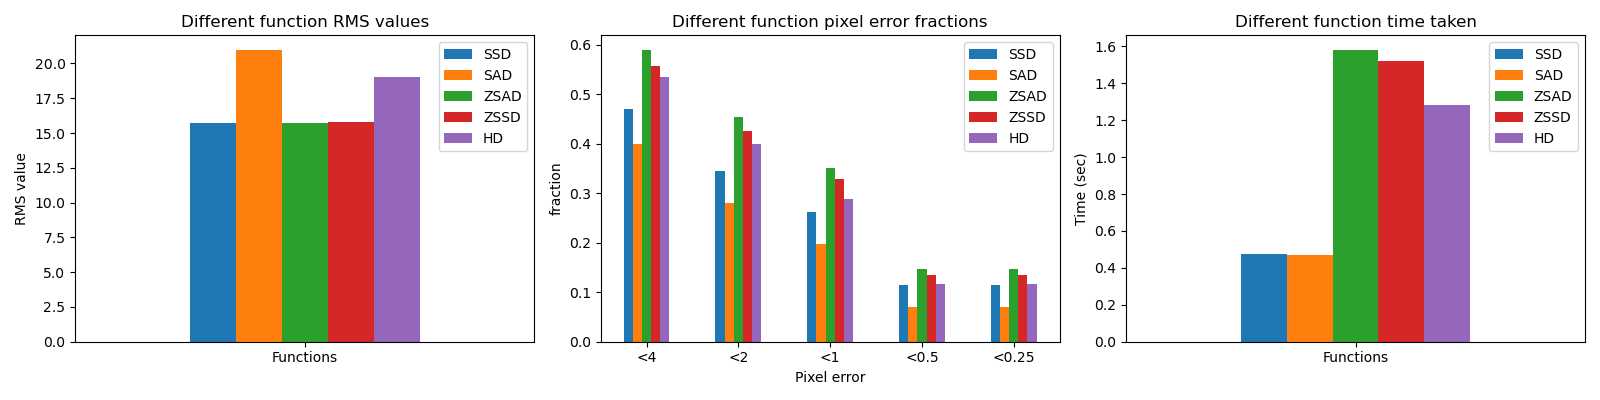 Different function RMS values
RMS value
20.0
17.5
15.0
12.5
10.0
7.5
5.0
2.5
0.0
Functions
SSD
SAD
ZSAD
ZSSD
HD
Different function pixel error fractions
fraction
0.6
0.5
0.4
0.3
0.2
0.1
0.0
<4
<2
<1
<0.5
<0.25
Pixel error
SSD
SAD
ZSAD
ZSSD
HD
Different function time taken
Time (sec)
1.6
1.4
1.2
1.0
0.8
0.6
0.4
0.2
0.0
Functions
SSD
SAD
ZSAD
ZSSD
HD